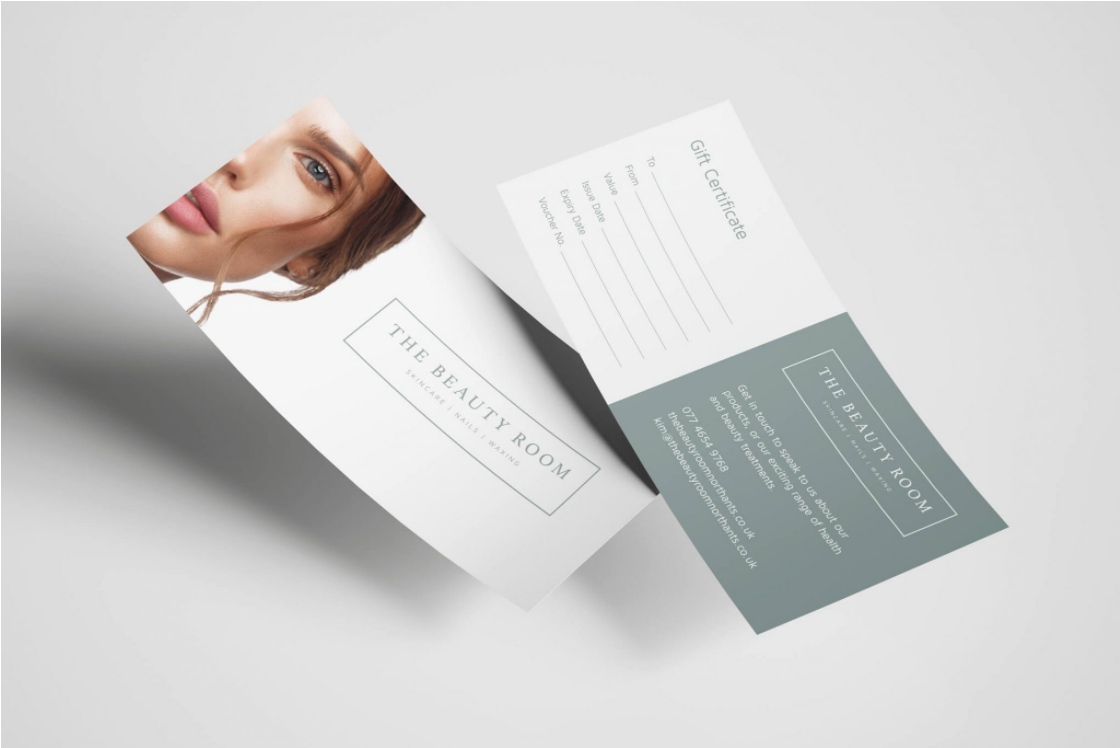 THE BEAUTY ROOM
SKINCARE | NAILS | WAXING
Gift Certificate
To
From
Value
Issue Date
Expiry Date
Voucher No.
THE BEAUTY ROOM
SKINCARE | NAILS | WAXING
Get in touch to speak to us about our
products, or our exciting range of health
and beauty treatments.
077 4654 9768
thebeautyroomnorthants.co.uk
kim@thebeautyroomnorthants.co.uk